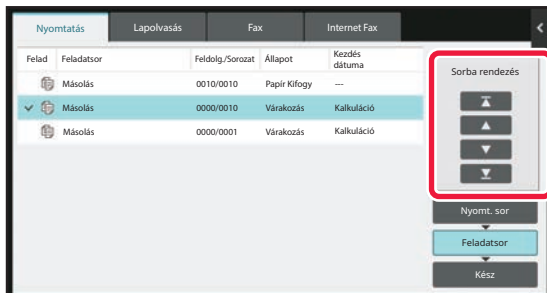 Nyomtatás Lapolvasás Fax Internet Fax
Felad Feladatsor Feldolg./Sorozat Állapot Kezdés dátuma
Másolás 0010/0010 Papír Kifogy ---
Másolás 0000/0010 Várakozás Kalkuláció
Másolás 0000/0001 Várakozás Kalkuláció
Sorba rendezés
Nyomt. sor
Feladatsor
Kész